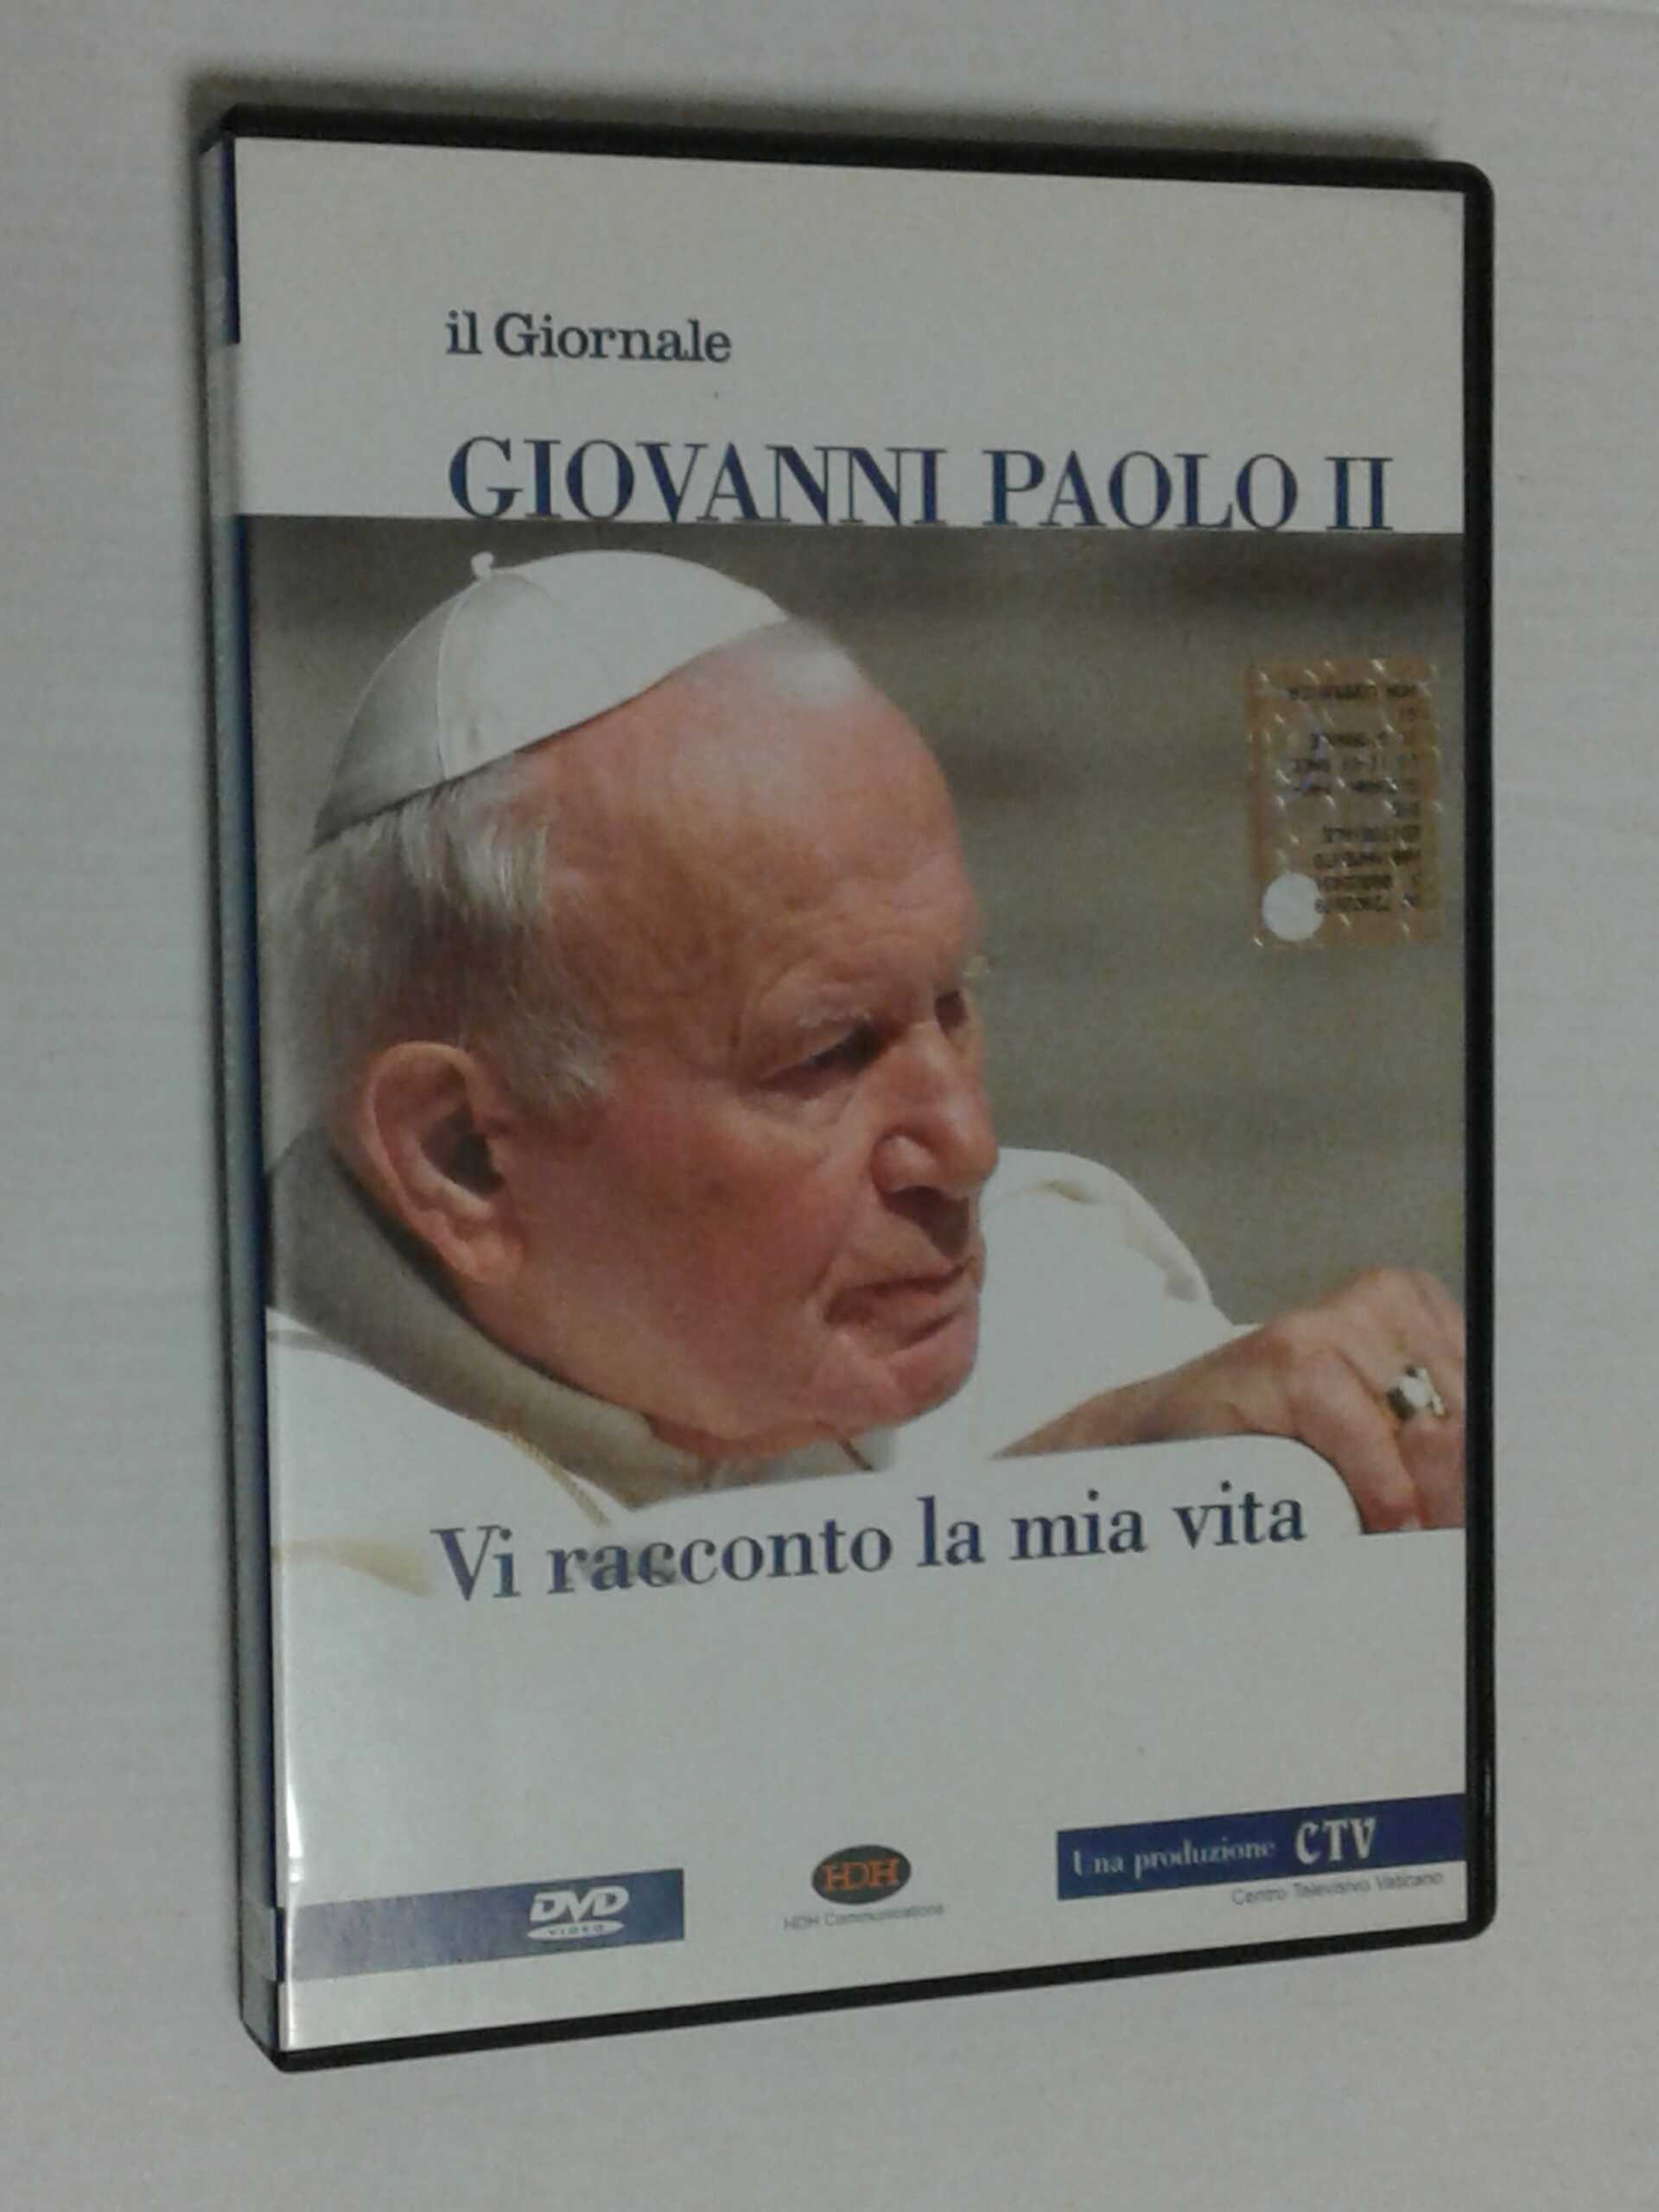 il Giornale
GIOVANNI PAOLO II
Vi racconto la mia vita
DVD
VIDEO
HDH
HDH Communications
Una produzione CTV
Centro Televisivo Vaticano